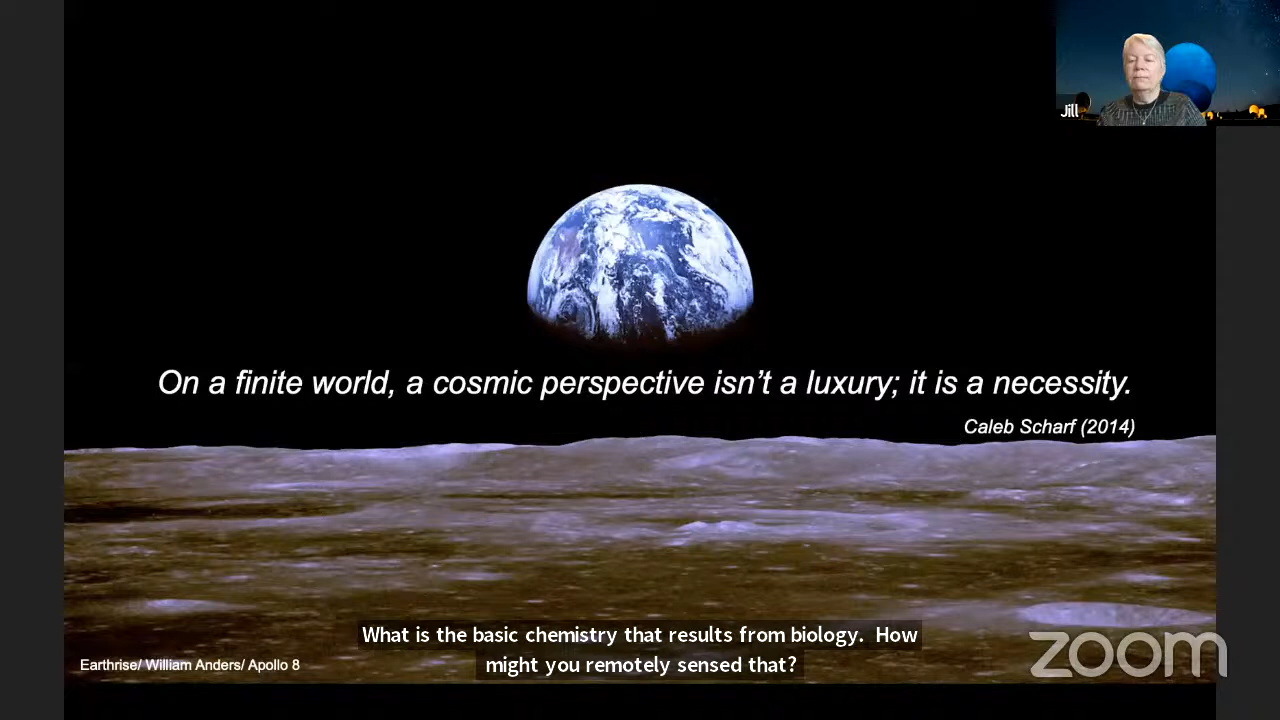 Jill
On a finite world, a cosmic perspective isn't a luxury; it is a necessity.
Caleb Scharf (2014)
What is the basic chemistry that results from biology. How
might you remotely sensed that?
Earthrise/ William Anders/ Apollo 8
zoom